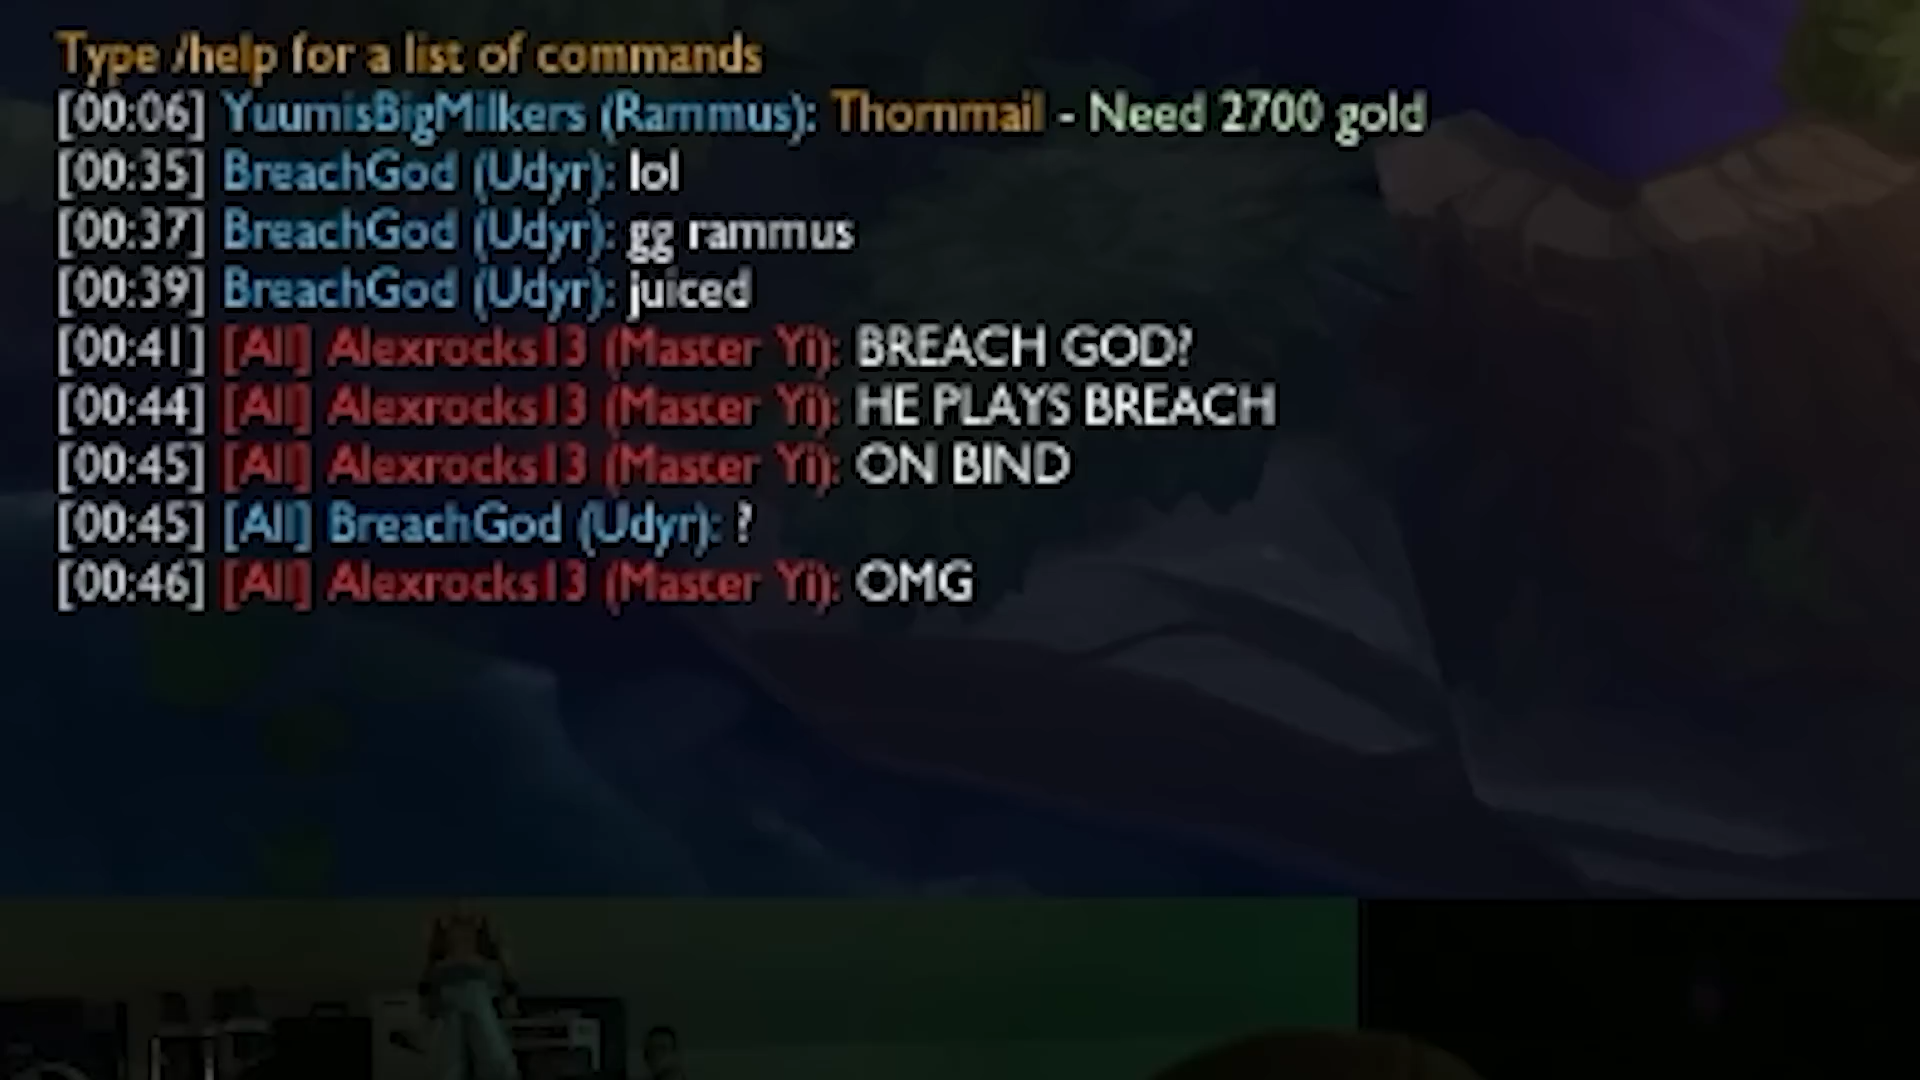 Type /help for a list of commands
[00:06] YuumisBigMilkers (Rammus): Thornmail - Need 2700 gold
[00:35] BreachGod (Udyr): lol
[00:37] BreachGod (Udyr): gg rammus
[00:39] BreachGod (Udyr): juiced
[00:41] [All] Alexrocks13 (Master Yi): BREACH GOD?
[00:44] [All] Alexrocks13 (Master Yi): HE PLAYS BREACH
[00:45] [All] Alexrocks13 (Master Yi): ON BIND
[00:45] [All] BreachGod (Udyr): ?
[00:46] [All] Alexrocks13 (Master Yi): OMG